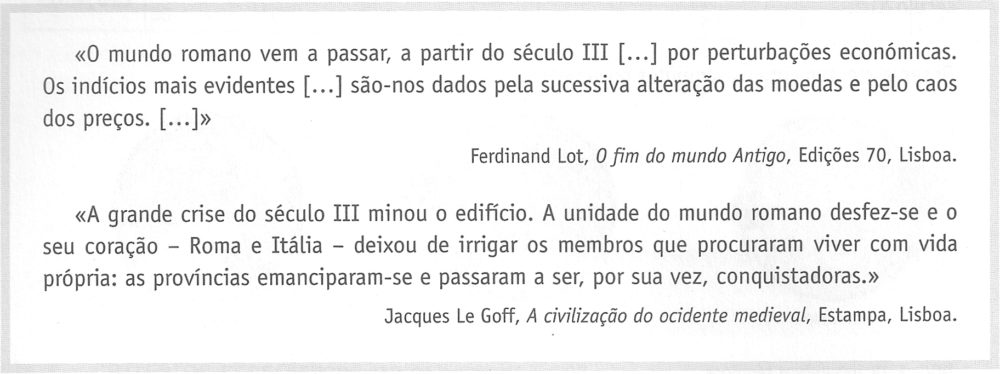 «O mundo romano vem a passar, a partir do século III [...] por perturbações económicas.
Os indícios mais evidentes [...] são-nos dados pela sucessiva alteração das moedas e pelo caos
dos preços. [...]»
Ferdinand Lot, O fim do mundo Antigo, Edições 70, Lisboa.
«A grande crise do século III minou o edifício. A unidade do mundo romano desfez-se e o
seu coração – Roma e Itália – deixou de irrigar os membros que procuraram viver com vida
própria: as províncias emanciparam-se e passaram a ser, por sua vez, conquistadoras.»
Jacques Le Goff, A civilização do ocidente medieval, Estampa, Lisboa.